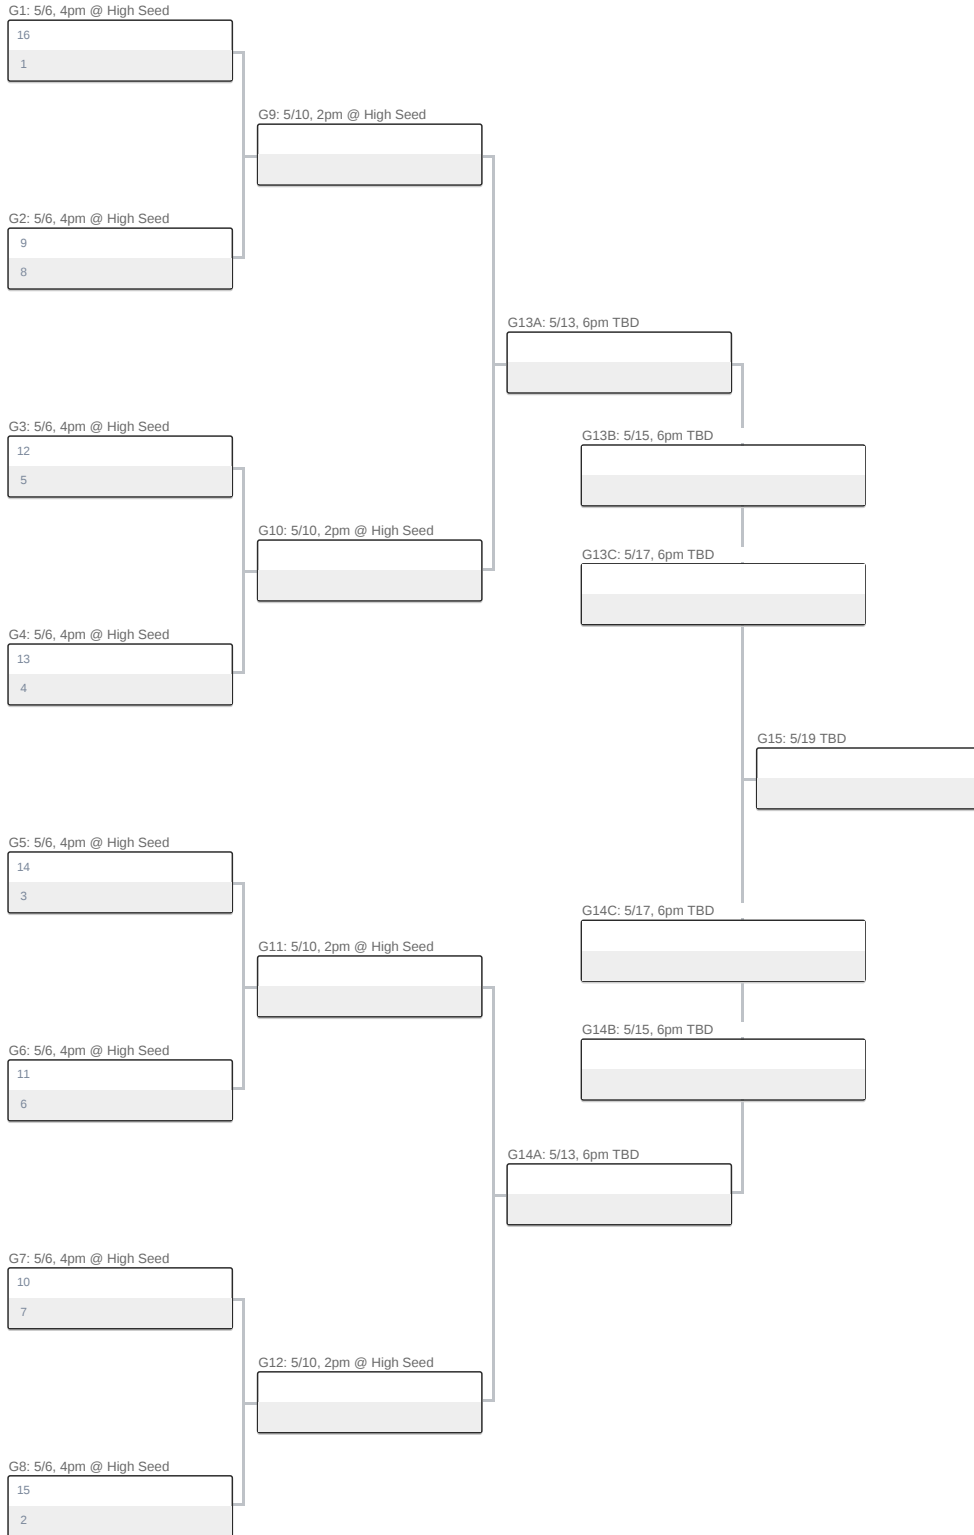 G1: 5/6, 4pm @ High Seed
16
1
G9: 5/10, 2pm @ High Seed
G2: 5/6, 4pm @ High Seed
9
8
G13A: 5/13, 6pm TBD
G3: 5/6, 4pm @ High Seed
12
5
G13B: 5/15, 6pm TBD
G10: 5/10, 2pm @ High Seed
G13C: 5/17, 6pm TBD
G4: 5/6, 4pm @ High Seed
13
4
G15: 5/19 TBD
G5: 5/6, 4pm @ High Seed
14
3
G14C: 5/17, 6pm TBD
G11: 5/10, 2pm @ High Seed
G14B: 5/15, 6pm TBD
G6: 5/6, 4pm @ High Seed
11
6
G14A: 5/13, 6pm TBD
G7: 5/6, 4pm @ High Seed
10
7
G12: 5/10, 2pm @ High Seed
G8: 5/6, 4pm @ High Seed
15
2